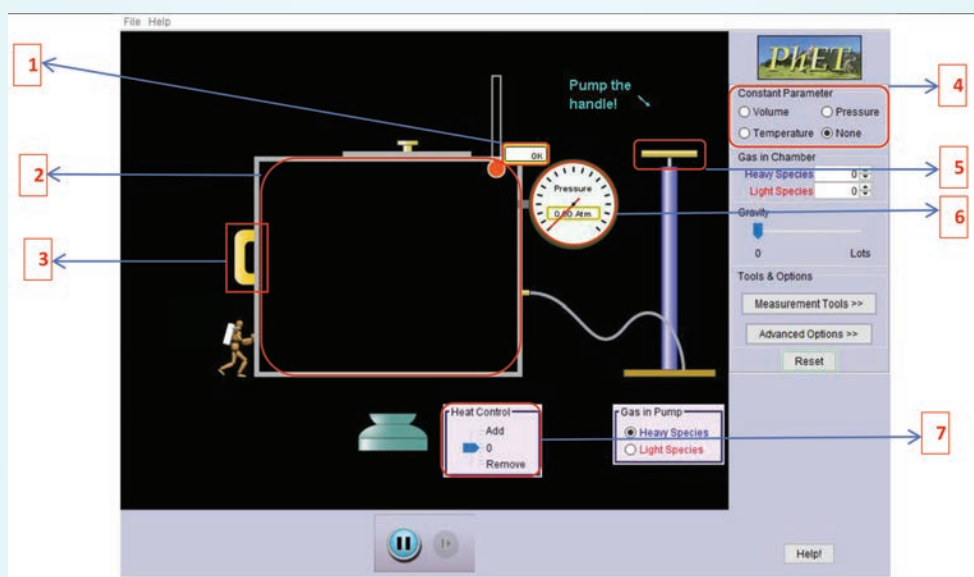 File Help
1
Pump the
handle!
PhET
4
Constant Parameter
Volume Pressure
Temperature None
0K
2
5
Pressure
0.00 Atm
Gas in Chamber
Heavy Species 0
Light Species 0
6
Gravity
0 Lots
3
Tools & Options
Measurement Tools >>
Advanced Options >>
Reset
Heat Control
Add
0
Remove
Gas in Pump
Heavy Species
Light Species
7
Help!